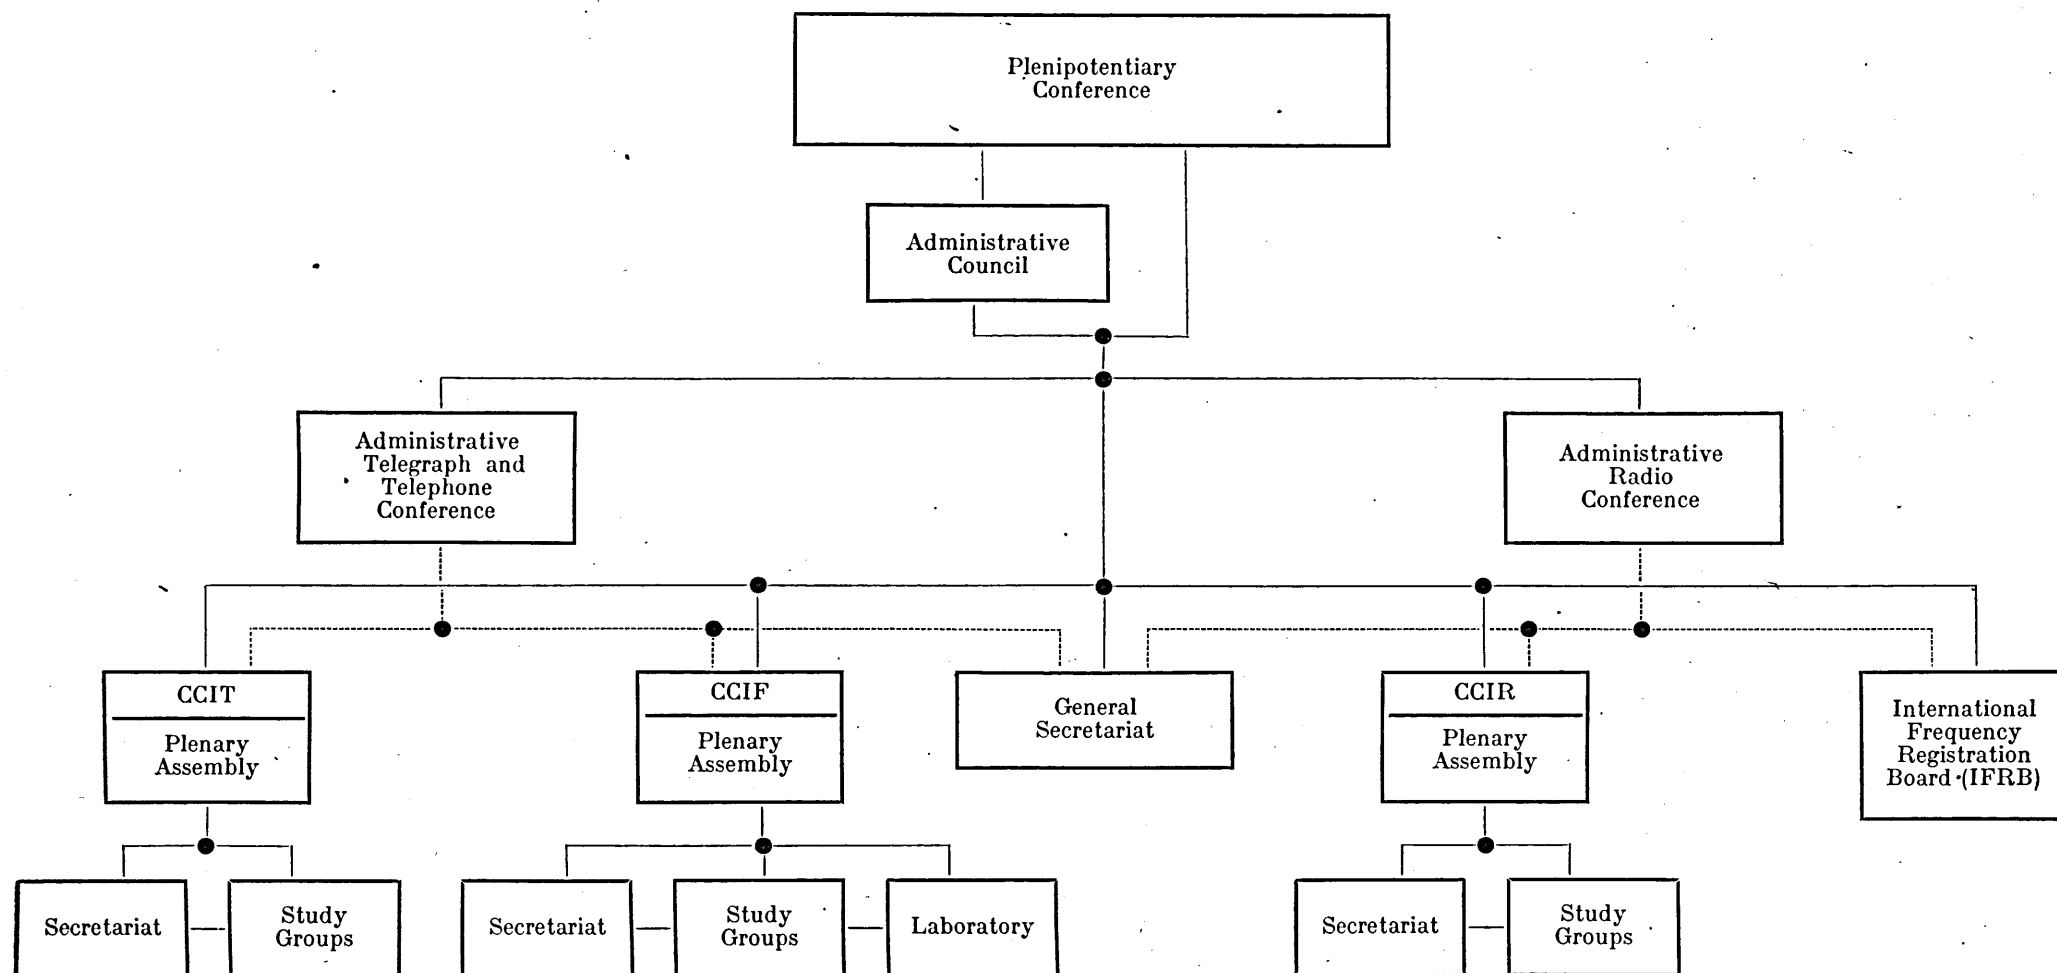 Plenipotentiary
Conference
Administrative
Council
Administrative
Telegraph and
Telephone
Conference
Administrative
Radio
Conference
CCIT
Plenary
Assembly
CCIF
Plenary
Assembly
General
Secretariat
CCIR
Plenary
Assembly
International
Frequency
Registration
Board (IFRB)
Secretariat
Study
Groups
Secretariat
Study
Groups
Laboratory
Secretariat
Study
Groups